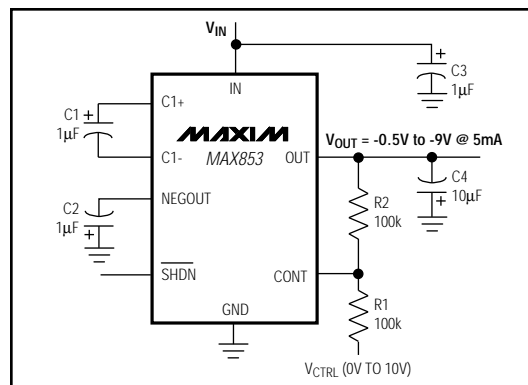 VIN
C3
1µF
IN
C1
1µF
C1+
C1-
MAXIM
MAX853
OUT
VOUT = -0.5V to -9V @ 5mA
C4
10µF
R2
100k
NEGOUT
C2
1µF
SHDN
CONT
GND
R1
100k
VCTRL (0V TO 10V)
+
+
+
+